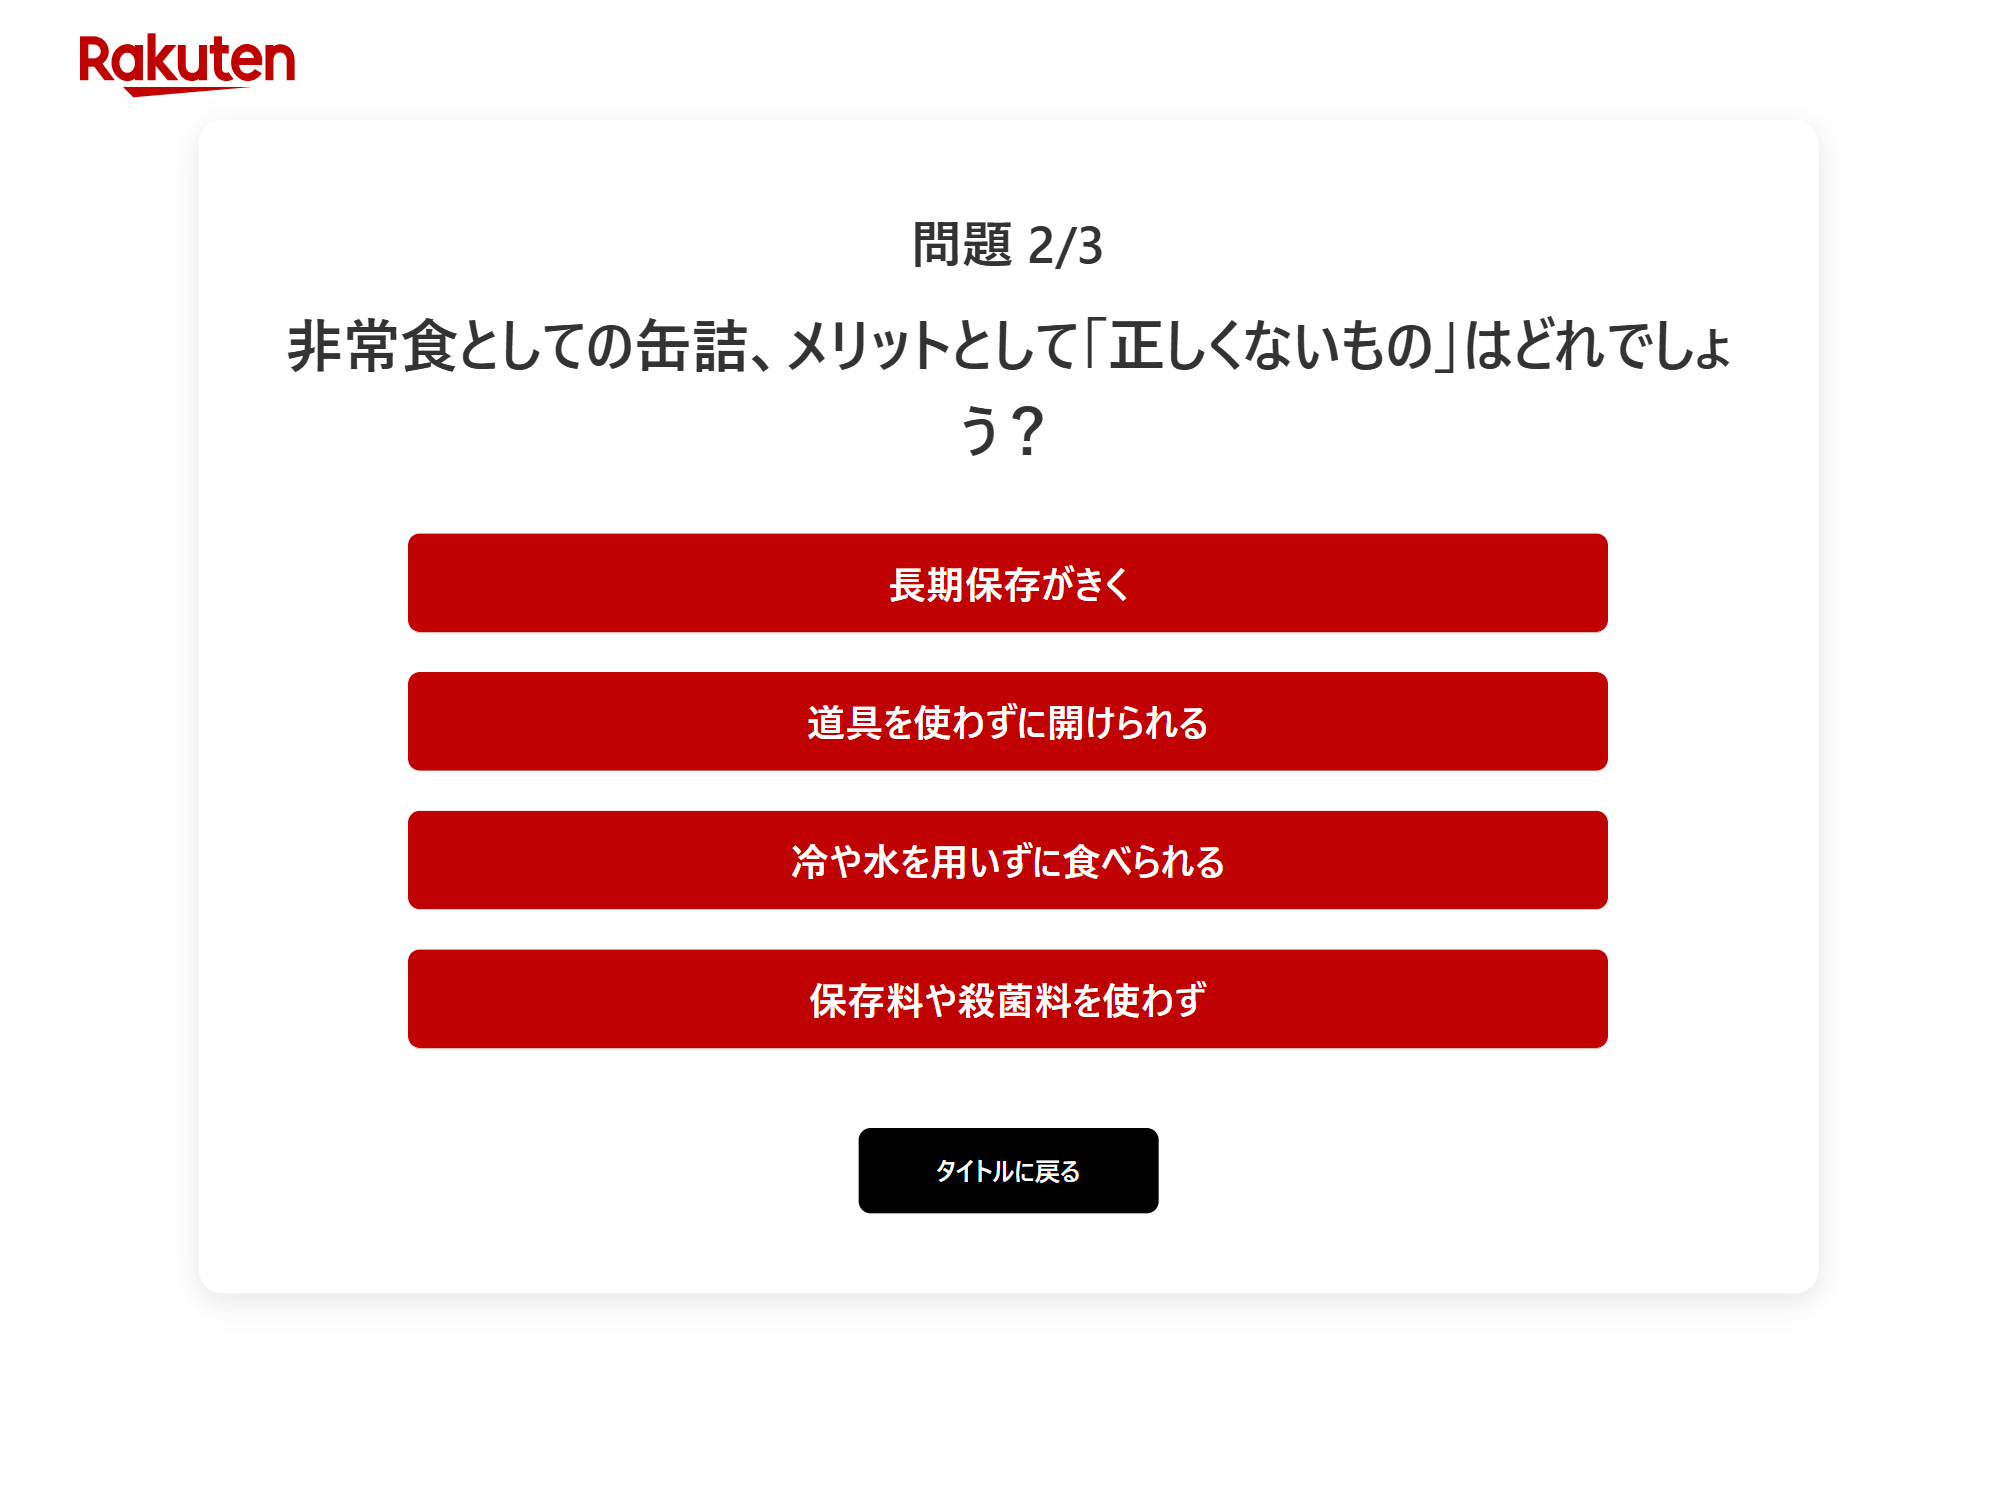 Rakuten
問題 2/3
非常食としての缶詰、メリットとして「正しくないもの」はどれでしょ
う？
長期保存がきく
道具を使わずに開けられる
冷や水を用いずに食べられる
保存料や殺菌料を使わず
タイトルに戻る